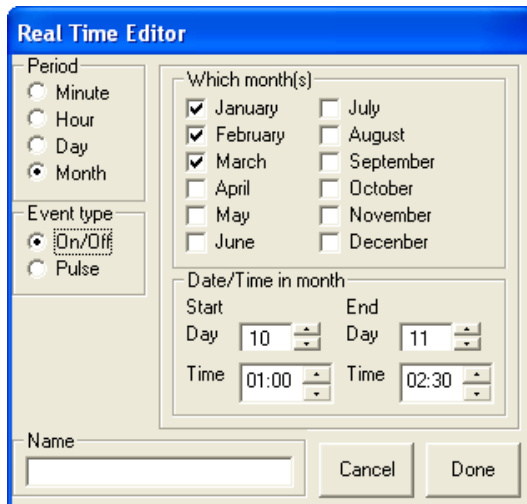 Real Time Editor
Period
Minute
Hour
Day
Month
Event type
On/Off
Pulse
Which month(s)
January
February
March
April
May
June
July
August
September
October
November
Decenber
Date/Time in month
Start
Day 10
Time 01:00
End
Day 11
Time 02:30
Name
Cancel
Done